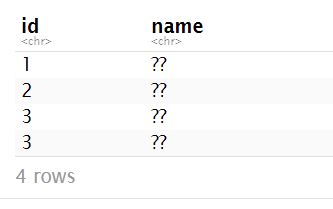 id name
<chr> <chr>
1 ??
2 ??
3 ??
3 ??
4 rows